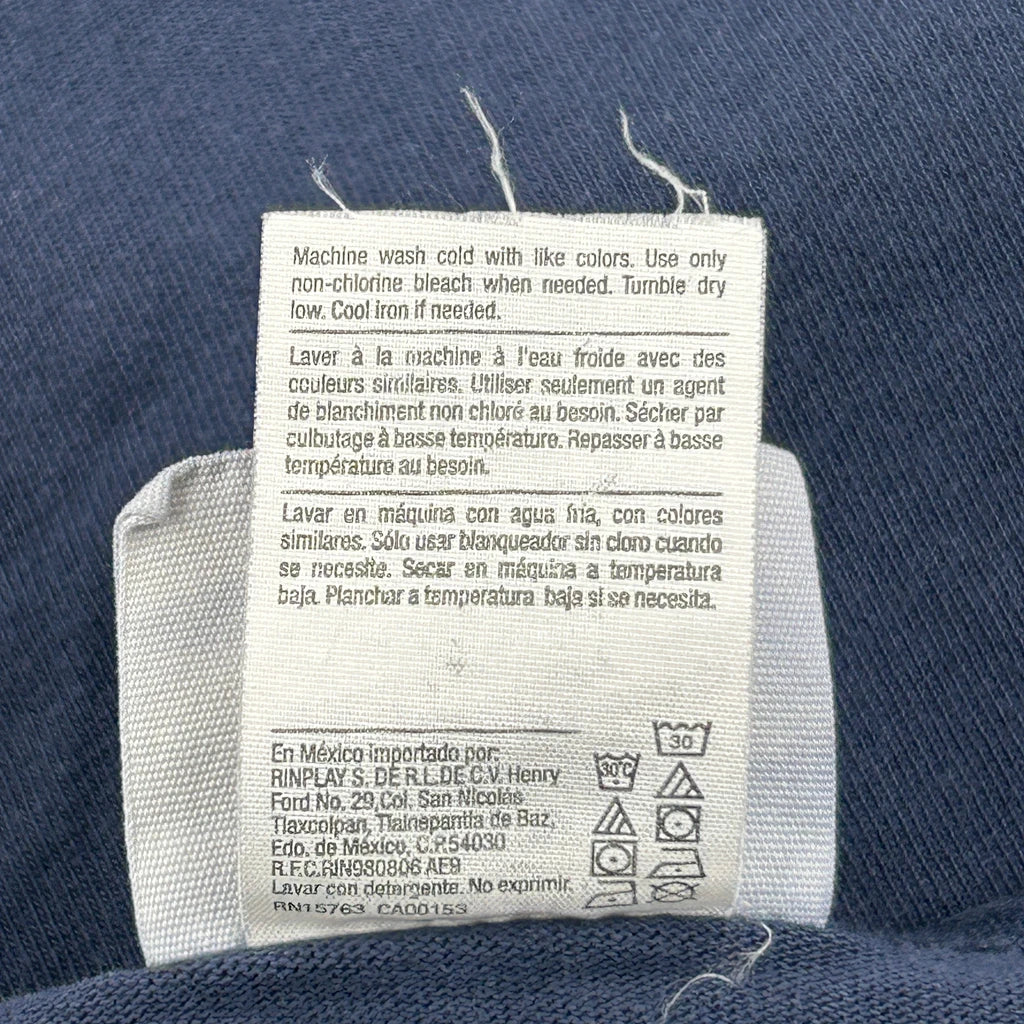 Machine wash cold with like colors. Use only
non-chlorine bleach when needed. Tumble dry
low. Cool iron if needed.
Laver à la machine à l'eau froide avec des
couleurs similaires. Utiliser seulement un agent
de blanchiment non chloré au besoin. Sécher par
culbutage à basse température. Repasser à basse
température au besoin.
Lavar en máquina con agua fria, con colores
similares. Sólo usar blanqueador sin cloro cuando
se necesite. Secar en máquina a temperatura
baja. Planchar a temperatura baja si se necesita.
En México importado por:
RINPLAY S. DE R.L. DE C.V. Henry
Ford No. 29, Col. San Nicolás
Tlaxcolpan, Tlalnepantla de Baz,
Edo. de México, C.P. 54030
R.F.C. RIN980806 AE9
Lavar con detergente. No exprimir.
RN15763 CA00153
30°C
30